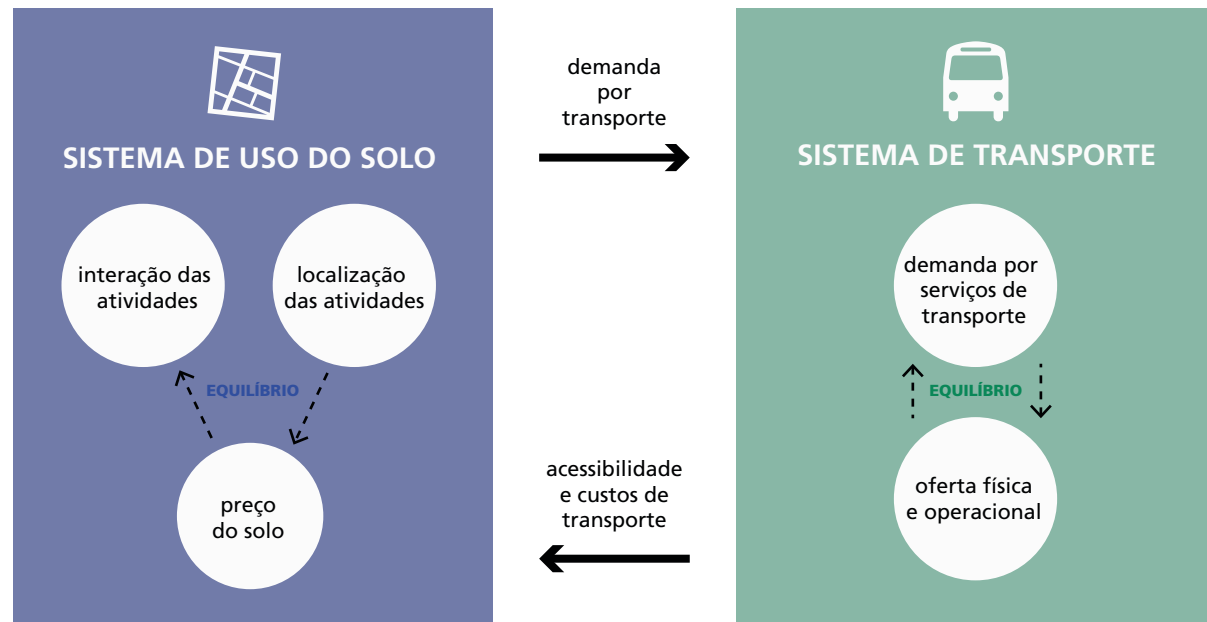 SISTEMA DE USO DO SOLO
interação das
atividades
localização
das atividades
EQUILÍBRIO
preço
do solo
demanda
por
transporte
acessibilidade
e custos de
transporte
SISTEMA DE TRANSPORTE
demanda por
serviços de
transporte
EQUILÍBRIO
oferta física
e operacional